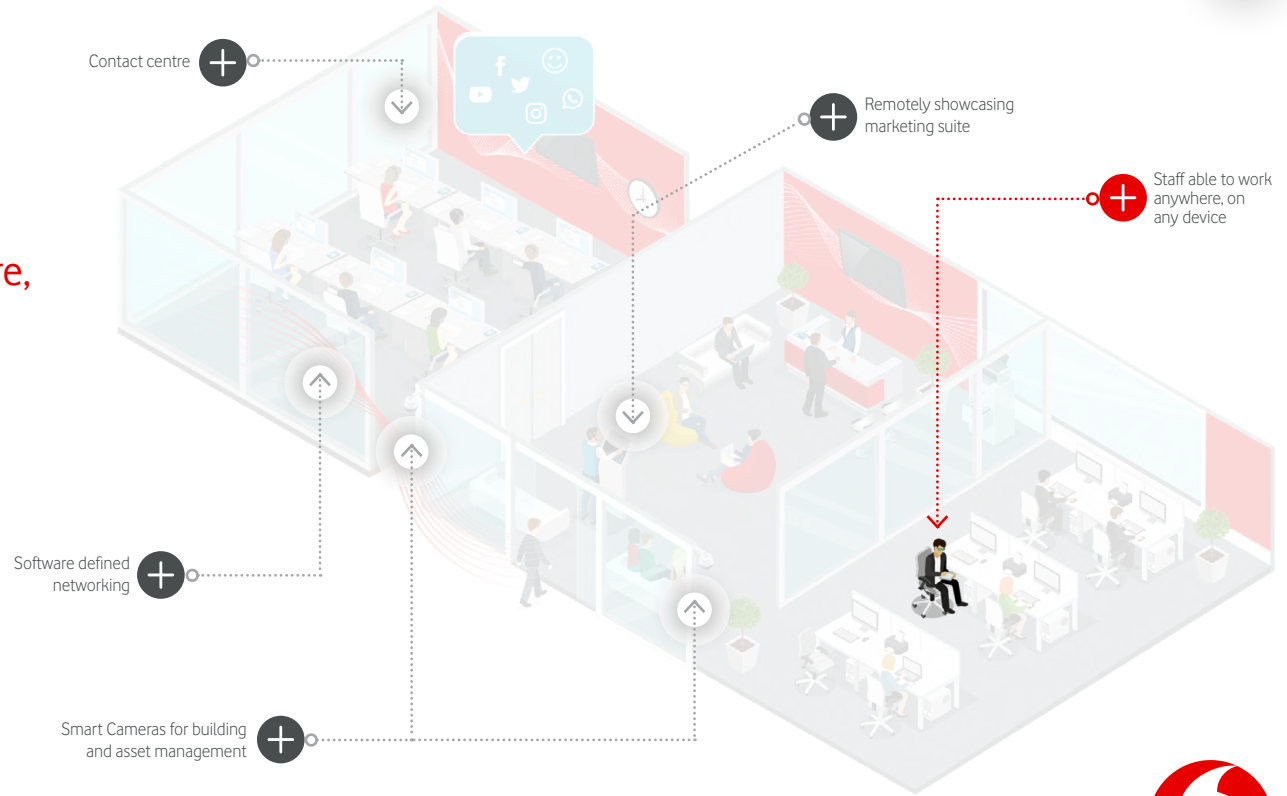 Contact centre
Remotely showcasing
marketing suite
Staff able to work
anywhere, on
any device
Software defined
networking
Smart Cameras for building
and asset management